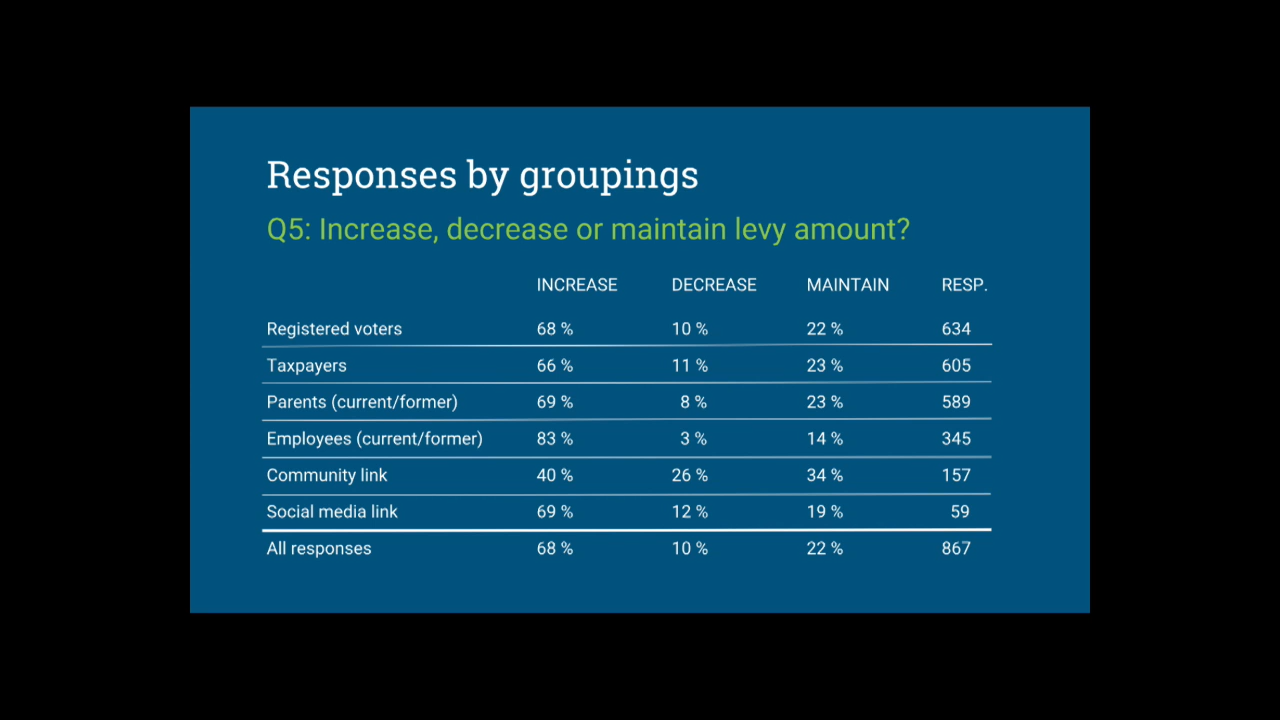 Responses by groupings
Q5: Increase, decrease or maintain levy amount?
INCREASE DECREASE MAINTAIN RESP.
Registered voters 68 % 10 % 22 % 634
Taxpayers 66 % 11 % 23 % 605
Parents (current/former) 69 % 8 % 23 % 589
Employees (current/former) 83 % 3 % 14 % 345
Community link 40 % 26 % 34 % 157
Social media link 69 % 12 % 19 % 59
All responses 68 % 10 % 22 % 867